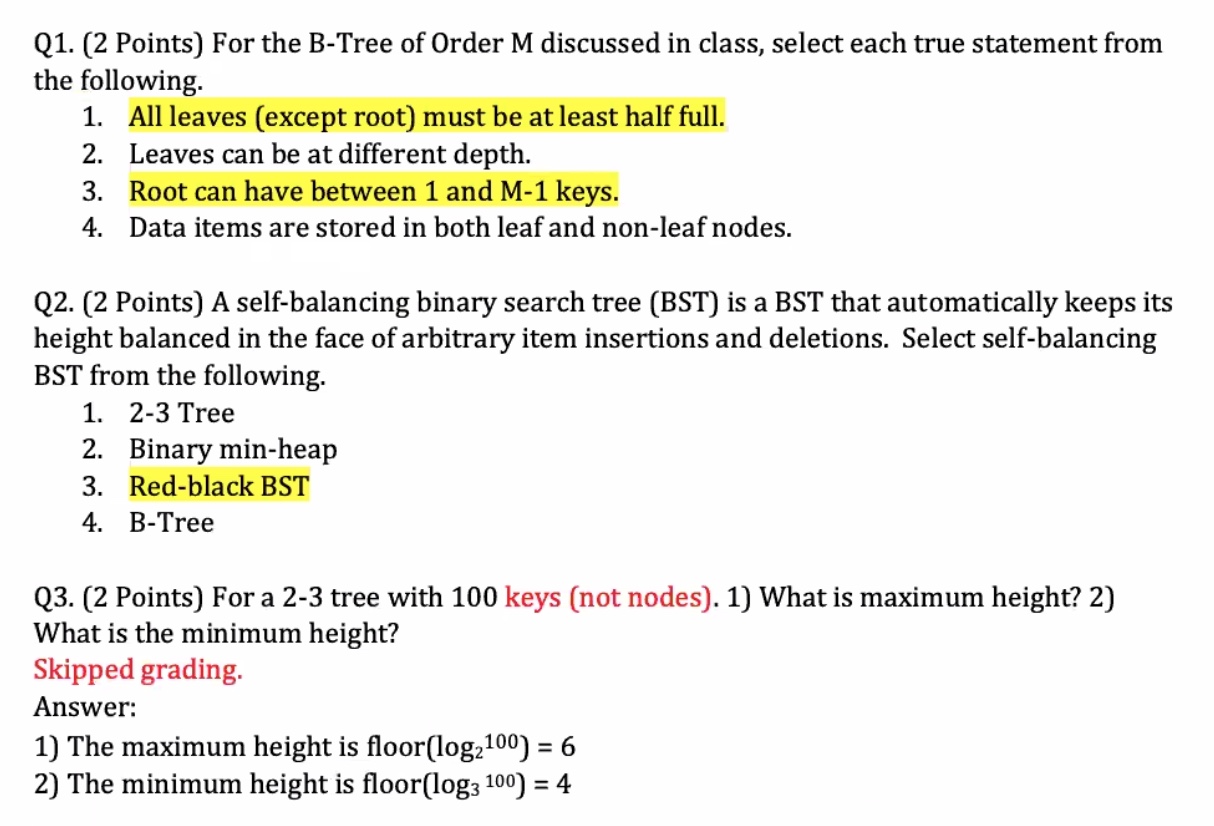 Q1. (2 Points) For the B-Tree of Order M discussed in class, select each true statement from
the following.
1. All leaves (except root) must be at least half full.
2. Leaves can be at different depth.
3. Root can have between 1 and M-1 keys.
4. Data items are stored in both leaf and non-leaf nodes.
Q2. (2 Points) A self-balancing binary search tree (BST) is a BST that automatically keeps its
height balanced in the face of arbitrary item insertions and deletions.  Select self-balancing
BST from the following.
1. 2-3 Tree
2. Binary min-heap
3. Red-black BST
4. B-Tree
Q3. (2 Points) For a 2-3 tree with 100 keys (not nodes). 1) What is maximum height? 2)
What is the minimum height?
Skipped grading.
Answer:
1) The maximum height is floor(log₂¹⁰⁰) = 6
2) The minimum height is floor(log₃ ¹⁰⁰) = 4